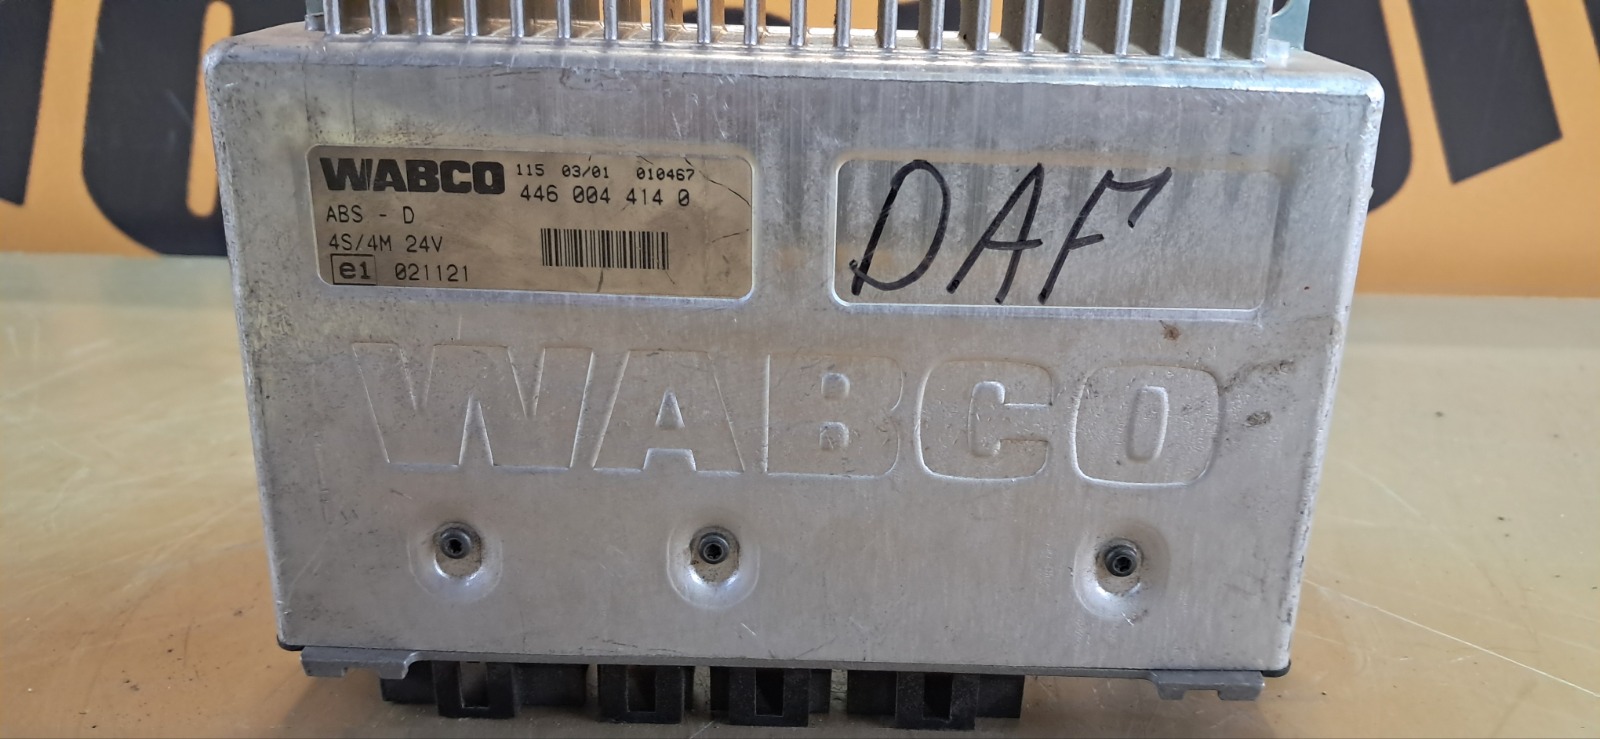 WABCO 115 03/01 010467
446 004 414 0
ABS - D
4S/4M 24V
e1 021121
DAF
WABCO